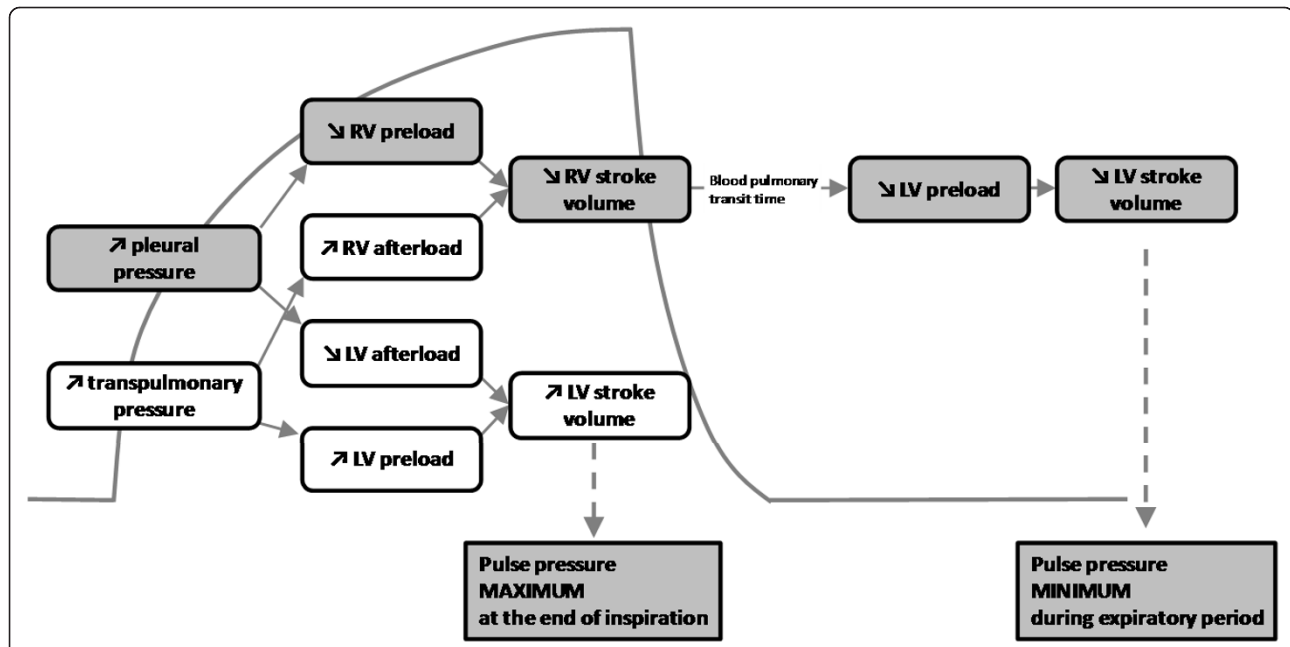 ↘ RV preload
↘ RV stroke
volume
Blood pulmonary
transit time
↘ LV preload
↘ LV stroke
volume
↗ pleural
pressure
↗ RV afterload
↘ LV afterload
↗ transpulmonary
pressure
↗ LV stroke
volume
↗ LV preload
Pulse pressure
MAXIMUM
at the end of inspiration
Pulse pressure
MINIMUM
during expiratory period